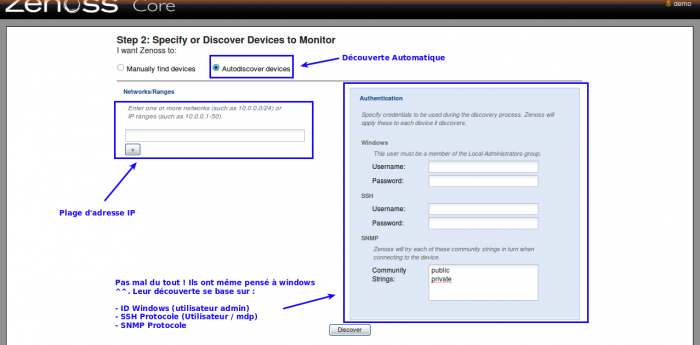 zenoss Core
demo
Step 2: Specify or Discover Devices to Monitor
I want Zenoss to:
Manually find devices
Autodiscover devices
Découverte Automatique
Networks/Ranges
Enter one or more networks (such as 10.0.0.0/24) or
IP ranges (such as 10.0.0.1-50).
+
Plage d'adresse IP
Authentication
Specify credentials to be used during the discovery process. Zenoss will
apply these to each device it discovers.
Windows
This user must be a member of the Local Administrators group.
Username:
Password:
SSH
Username:
Password:
SNMP
Zenoss will try each of these community strings in turn when
connecting to the device.
Community
Strings:
public
private
Pas mal du tout ! Ils ont même pensé à windows
^^. Leur découverte se base sur :
- ID Windows (utilisateur admin)
- SSH Protocole (Utilisateur / mdp)
- SNMP Protocole
Discover